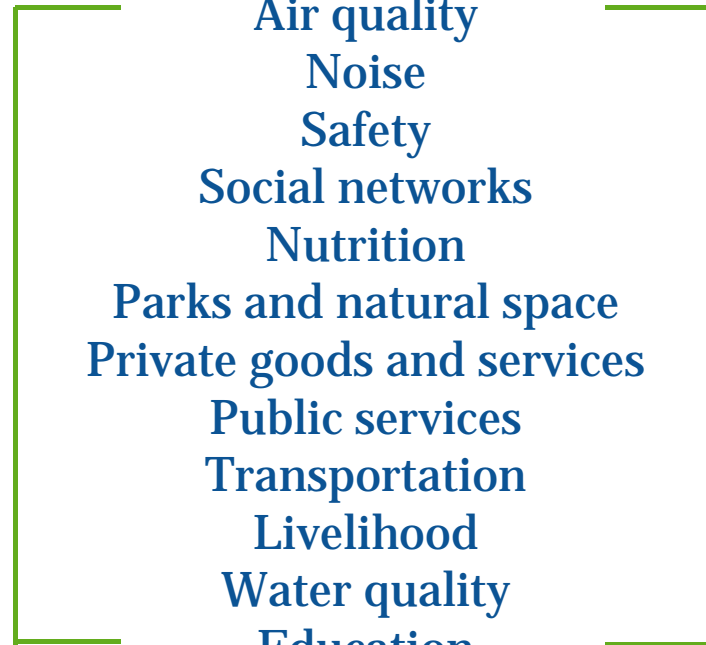 Air quality
Noise
Safety
Social networks
Nutrition
Parks and natural space
Private goods and services
Public services
Transportation
Livelihood
Water quality
Education